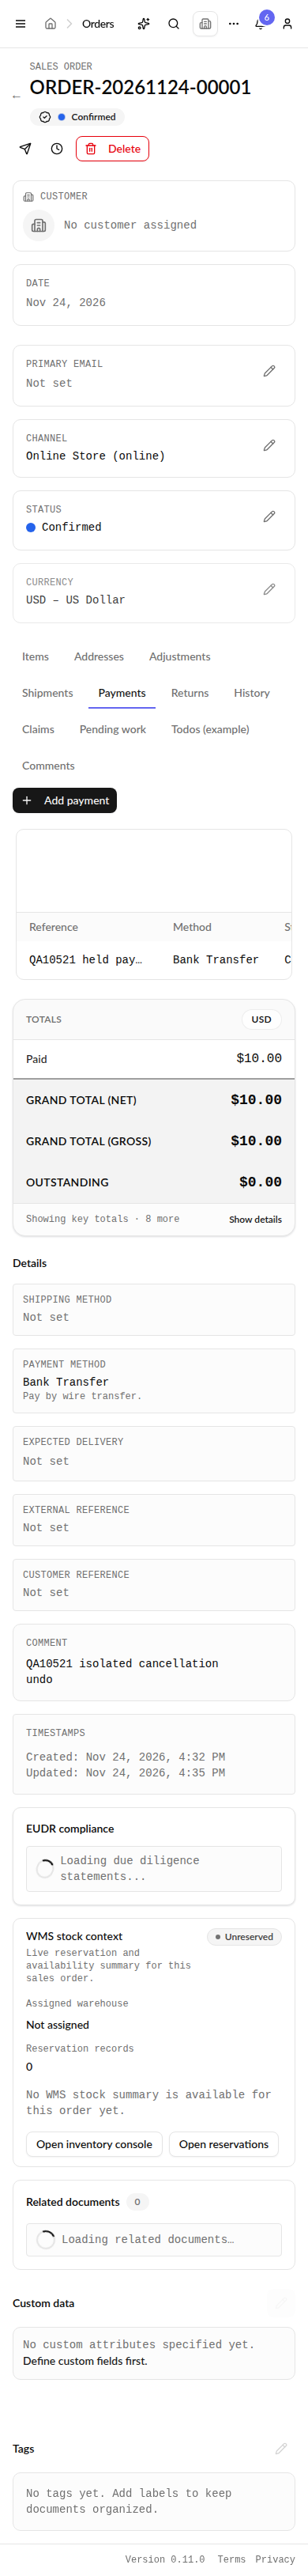 Orders
6
SALES ORDER
←
ORDER-20261124-00001
Confirmed
Delete
CUSTOMER
No customer assigned
DATE
Nov 24, 2026
PRIMARY EMAIL
Not set
CHANNEL
Online Store (online)
STATUS
Confirmed
CURRENCY
USD – US Dollar
Items Addresses Adjustments
Shipments Payments Returns History
Claims Pending work Todos (example)
Comments
Add payment
Reference Method
QA10521 held pay… Bank Transfer
TOTALS USD
Paid $10.00
GRAND TOTAL (NET) $10.00
GRAND TOTAL (GROSS) $10.00
OUTSTANDING $0.00
Showing key totals · 8 more Show details
Details
SHIPPING METHOD
Not set
PAYMENT METHOD
Bank Transfer
Pay by wire transfer.
EXPECTED DELIVERY
Not set
EXTERNAL REFERENCE
Not set
CUSTOMER REFERENCE
Not set
COMMENT
QA10521 isolated cancellation
undo
TIMESTAMPS
Created: Nov 24, 2026, 4:32 PM
Updated: Nov 24, 2026, 4:35 PM
EUDR compliance
Loading due diligence
statements...
WMS stock context Unreserved
Live reservation and
availability summary for this
sales order.
Assigned warehouse
Not assigned
Reservation records
0
No WMS stock summary is available for
this order yet.
Open inventory console Open reservations
Related documents 0
Loading related documents…
Custom data
No custom attributes specified yet.
Define custom fields first.
Tags
No tags yet. Add labels to keep
documents organized.
Version 0.11.0 Terms Privacy